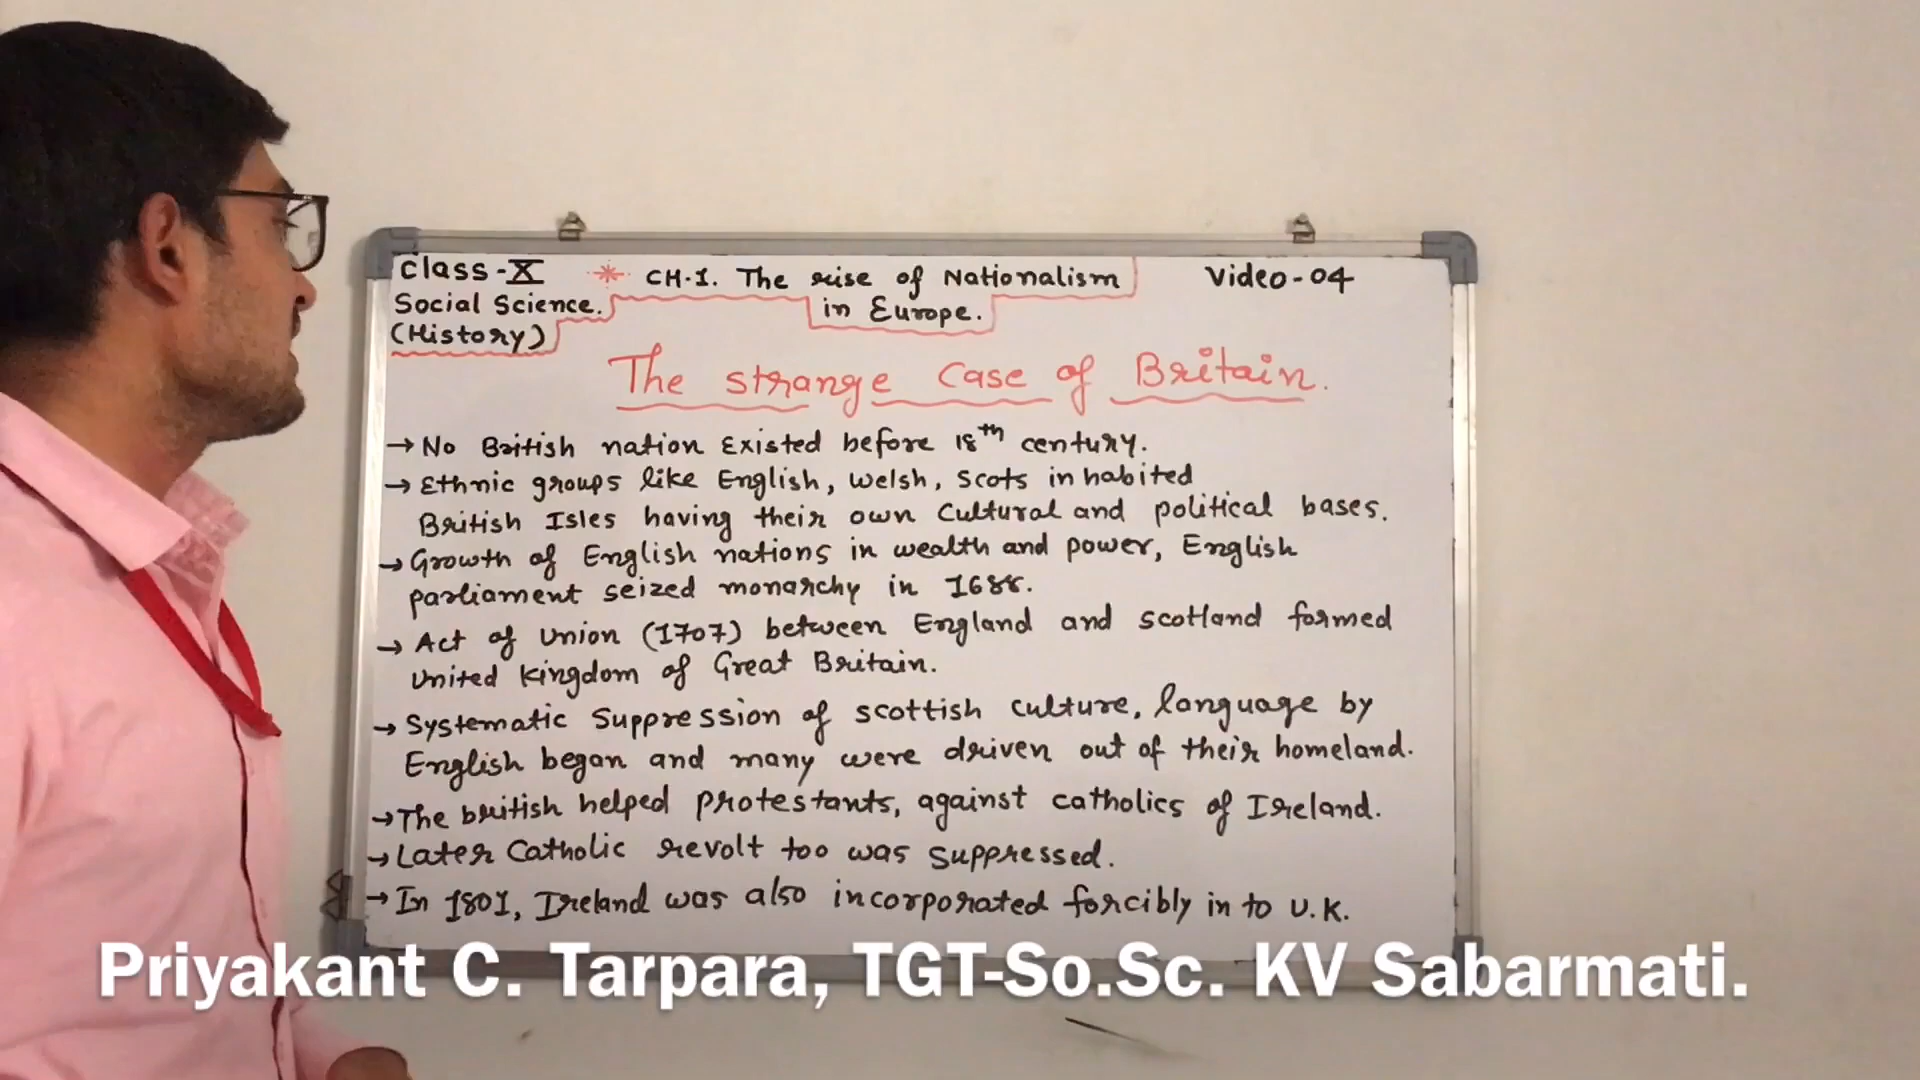 Class-X
* CH-1. The rise of Nationalism
Video-04
Social Science.
in Europe.
(History)
The strange Case of Britain.
→ No British nation Existed before 18th century.
→ Ethnic groups like English, Welsh, Scots in habited
British Isles having their own cultural and political bases.
→ Growth of English nations in wealth and power, English
parliament seized monarchy in 1688.
→ Act of Union (1707) between England and Scotland formed
United Kingdom of Great Britain.
→ Systematic Suppression of Scottish culture, language by
English began and many were driven out of their homeland.
→ The british helped protestants, against catholics of Ireland.
→ Later Catholic revolt too was suppressed.
→ In 1801, Ireland was also incorporated forcibly in to U.K.
Priyakant C. Tarpara, TGT-So.Sc. KV Sabarmati.